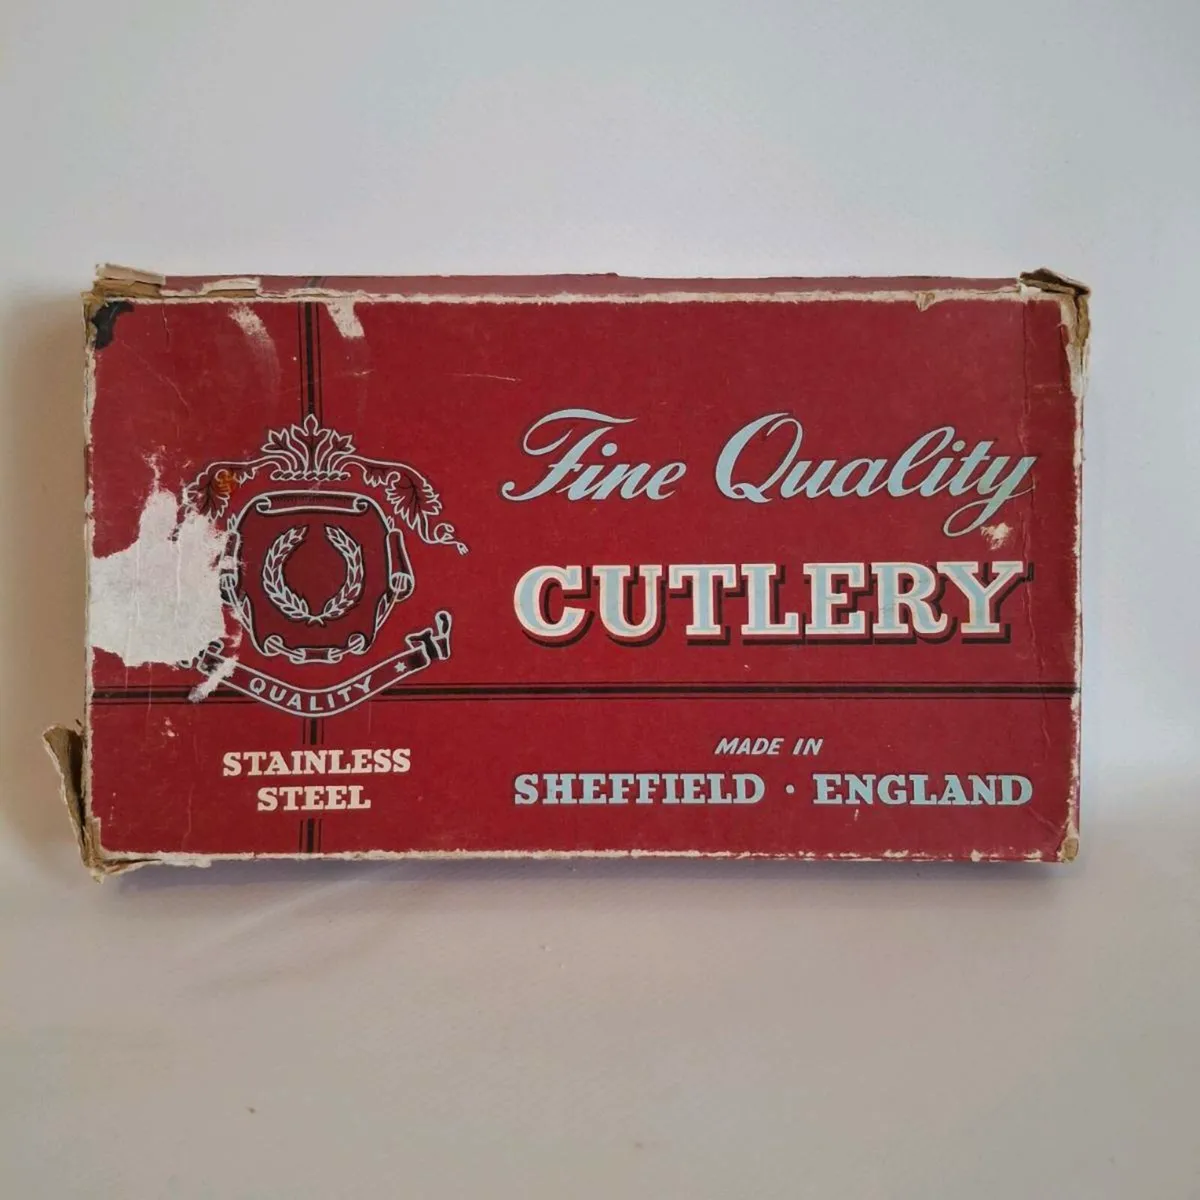 Fine Quality
CUTLERY
QUALITY
STAINLESS
STEEL
MADE IN
SHEFFIELD · ENGLAND